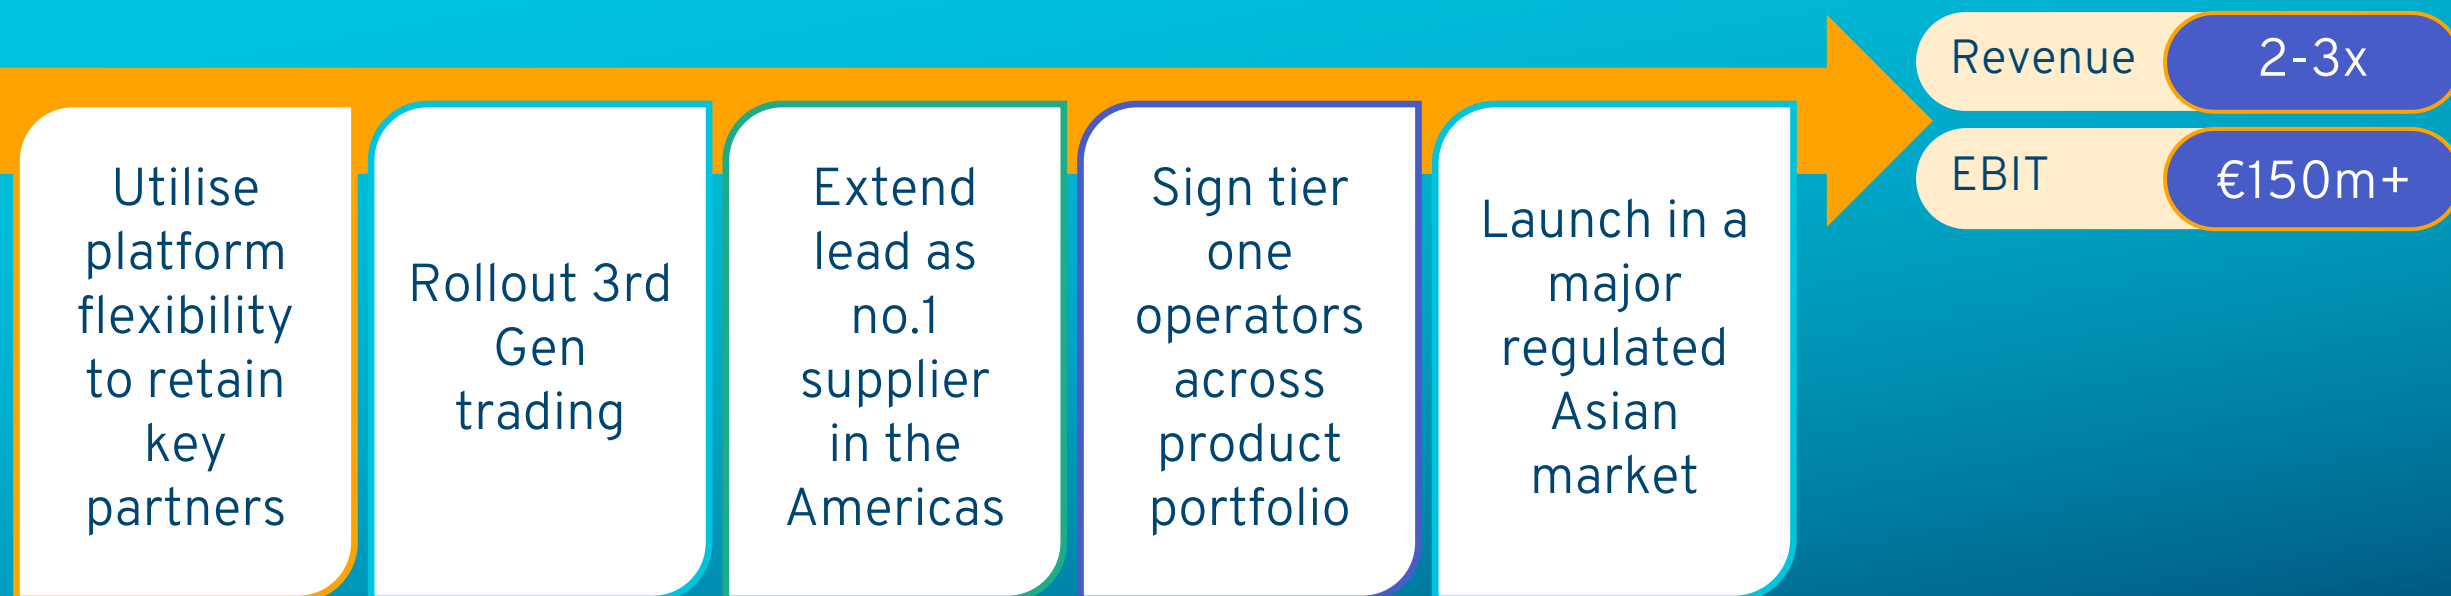 Revenue 2-3x
EBIT €150m+
Utilise
platform
flexibility
to retain
key
partners
Rollout 3rd
Gen
trading
Extend
lead as
no.1
supplier
in the
Americas
Sign tier
one
operators
across
product
portfolio
Launch in a
major
regulated
Asian
market